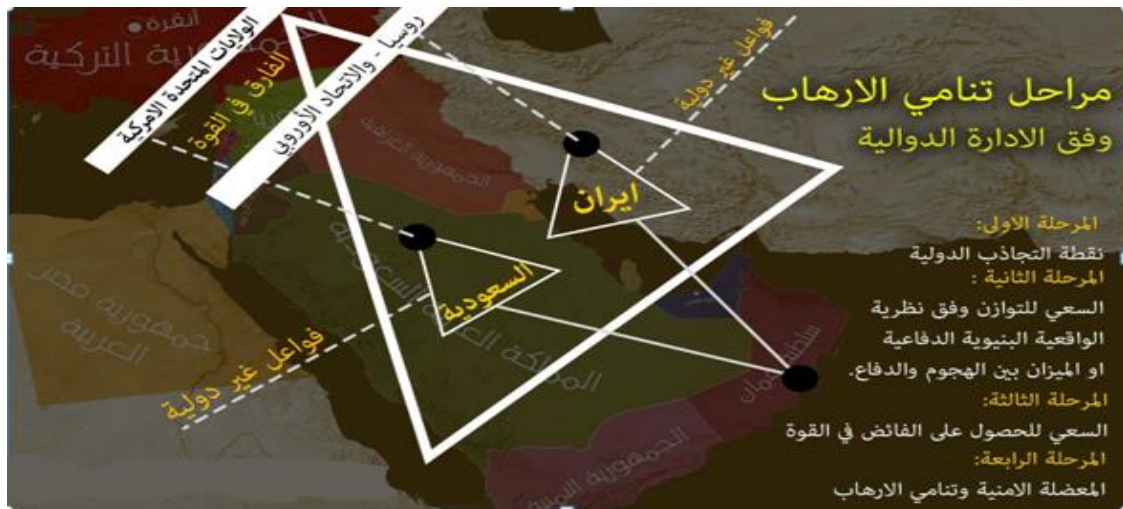 مراحل تنامي الارهاب
وفق الادارة الدوالية
المرحلة الاولى:
نقطة التجاذب الدولية
المرحلة الثانية :
السعي للتوازن وفق نظرية
الواقعية البنيوية الدفاعية
او الميزان بين الهجوم والدفاع.
المرحلة الثالثة:
السعي للحصول على الفائض في القوة
المرحلة الرابعة:
المعضلة الامنية وتنامي الارهاب
فواعل غير دولية
روسيا - والاتحاد الأوروبي
الفارق في القوة
الولايات المتحدة الامركية
أنقرة
التركية
ايران
السعودية
فواعل غير دولية
الجمهورية العراقية
المملكة العربية السعودية
جمهورية مصر
العربية
سلطنة عمان
الجمهورية